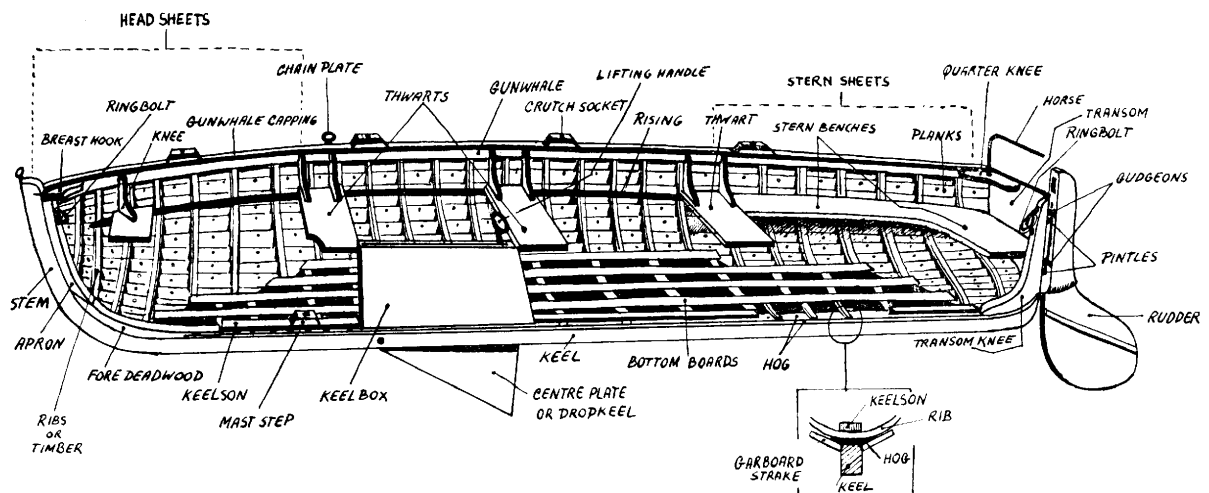 HEAD SHEETS
CHAIN PLATE
THWARTS
GUNWHALE
LIFTING HANDLE
CRUTCH SOCKET
STERN SHEETS
QUARTER KNEE
HORSE
TRANSOM
RINGBOLT
BREAST HOOK
RINGBOLT
KNEE
GUNWHALE CAPPING
RISING
THWART
STERN BENCHES
PLANKS
GUDGEONS
PINTLES
RUDDER
STEM
APRON
FORE DEADWOOD
RIBS
OR
TIMBER
KEELSON
MAST STEP
KEEL BOX
KEEL
CENTRE PLATE
OR DROPKEEL
BOTTOM BOARDS
HOG
TRANSOM KNEE
KEELSON
RIB
HOG
GARBOARD
STRAKE
KEEL